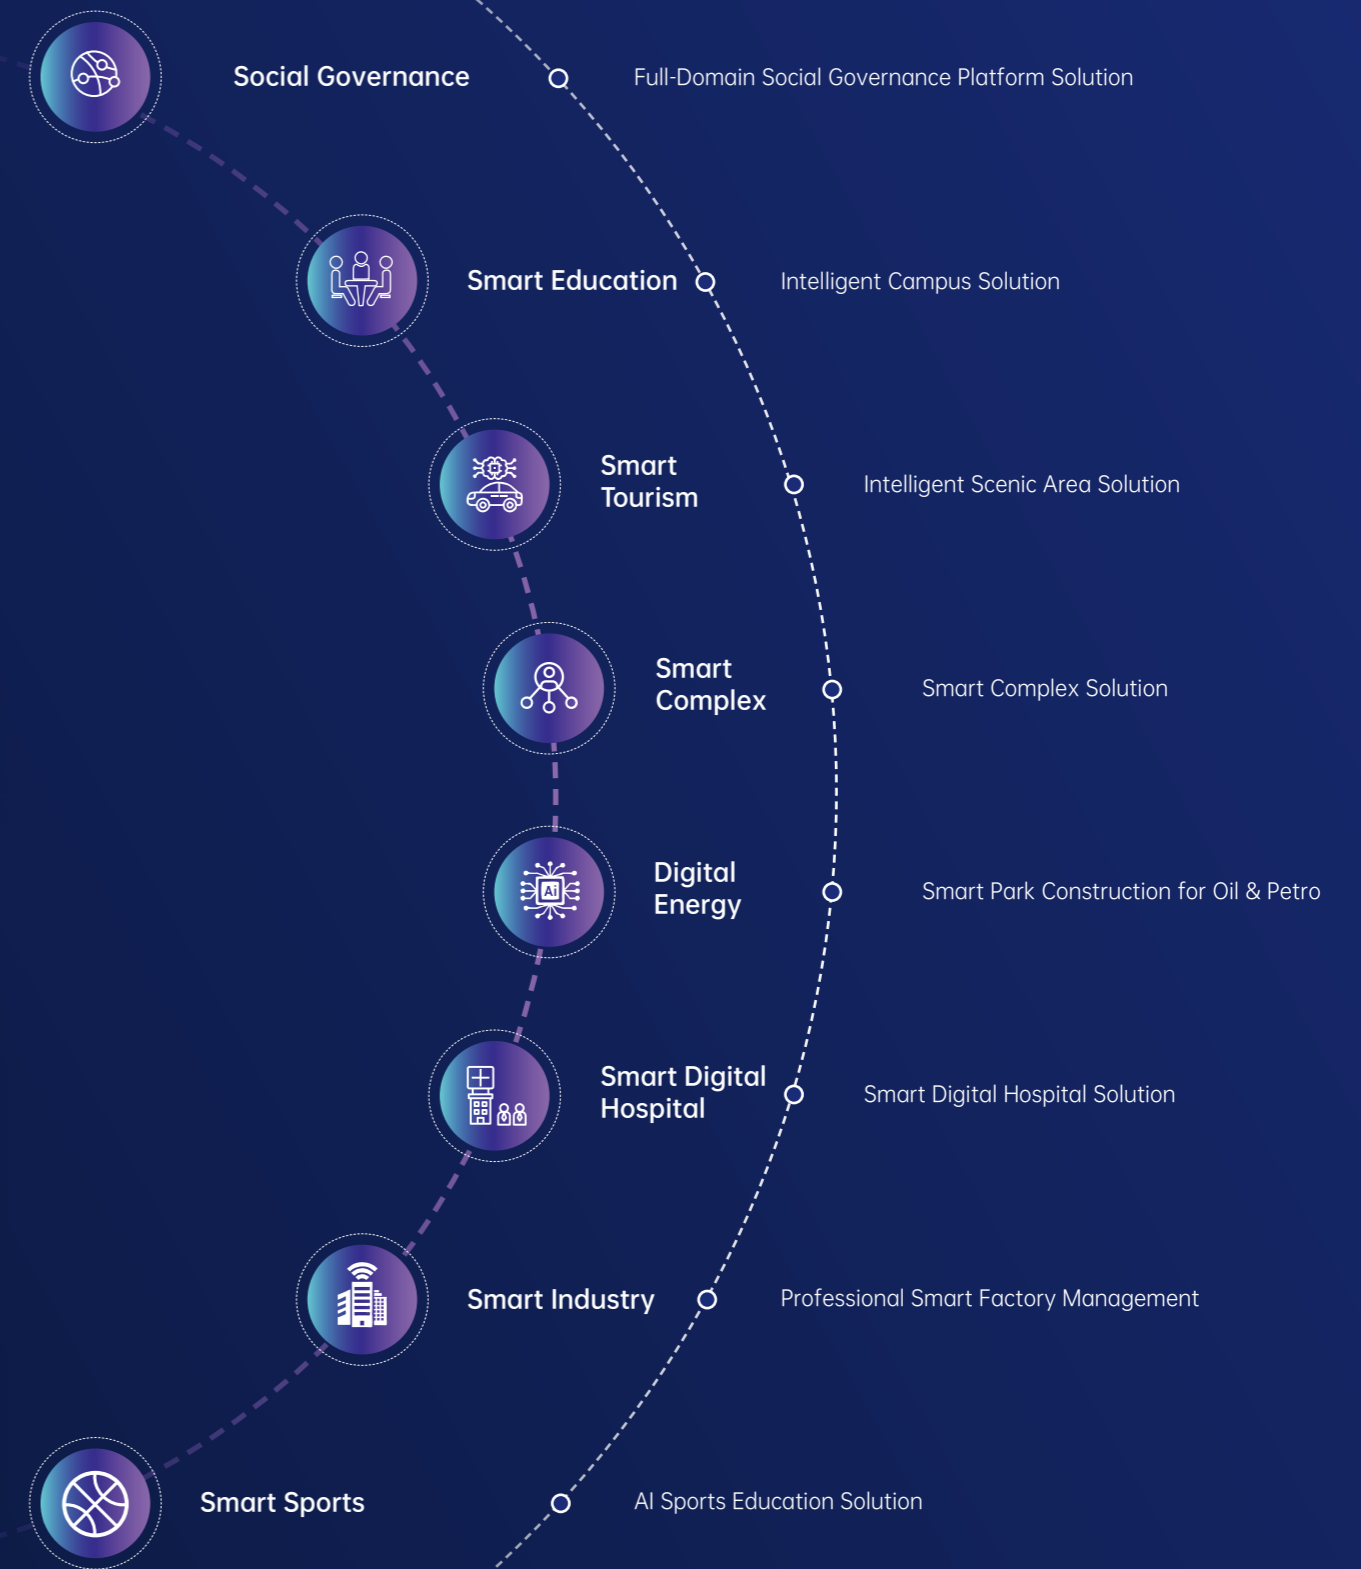 Social Governance
Full-Domain Social Governance Platform Solution
Smart Education
Intelligent Campus Solution
Smart
Tourism
Intelligent Scenic Area Solution
Smart
Complex
Smart Complex Solution
Digital
Energy
Ai
Smart Park Construction for Oil & Petro
Smart Digital
Hospital
Smart Digital Hospital Solution
Smart Industry
Professional Smart Factory Management
Smart Sports
AI Sports Education Solution